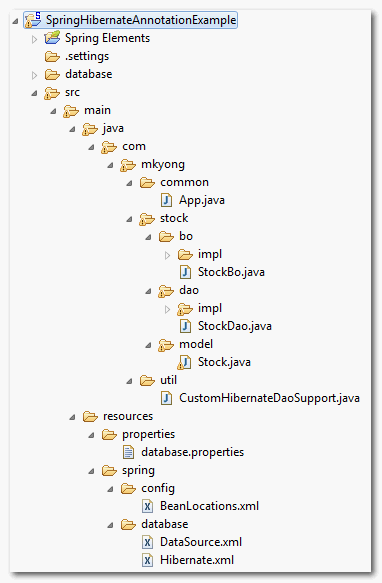 SpringHibernateAnnotationExample
Spring Elements
.settings
database
src
main
java
com
mkyong
common
App.java
stock
bo
impl
StockBo.java
dao
impl
StockDao.java
model
Stock.java
util
CustomHibernateDaoSupport.java
resources
properties
database.properties
spring
config
BeanLocations.xml
database
DataSource.xml
Hibernate.xml